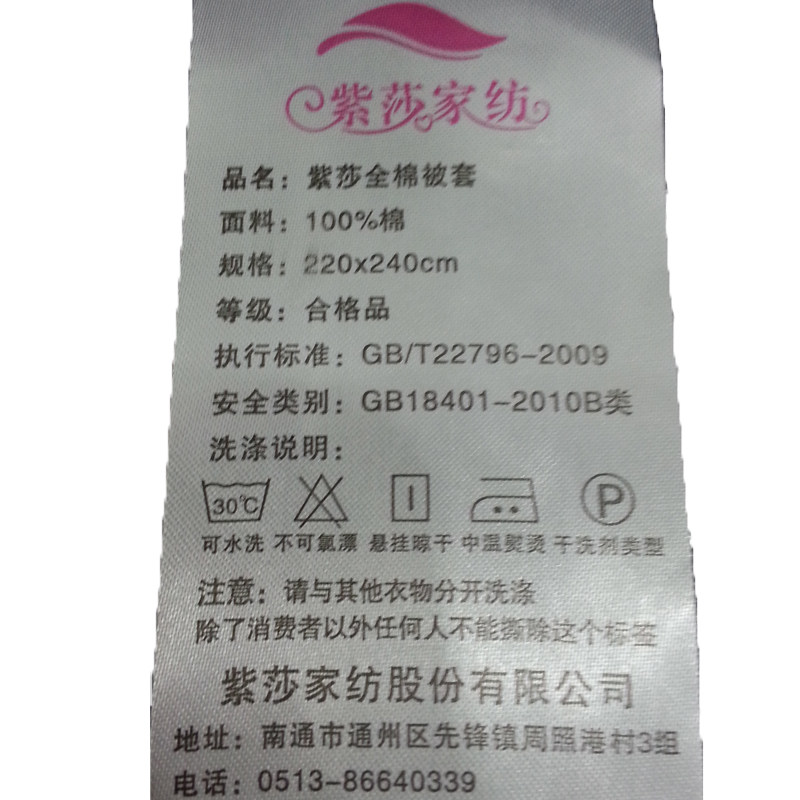 紫莎家纺
品名：紫莎全棉被套
面料：100%棉
规格：220x240cm
等级：合格品
执行标准：GB/T22796-2009
安全类别：GB18401-2010B类
洗涤说明：
30℃ P
可水洗 不可氯漂 悬挂晾干 中温熨烫 干洗剂类型
注意：请与其他衣物分开洗涤
除了消费者以外任何人不能撕除这个标签
紫莎家纺股份有限公司
地址：南通市通州区先锋镇周照港村3组
电话：0513-86640339